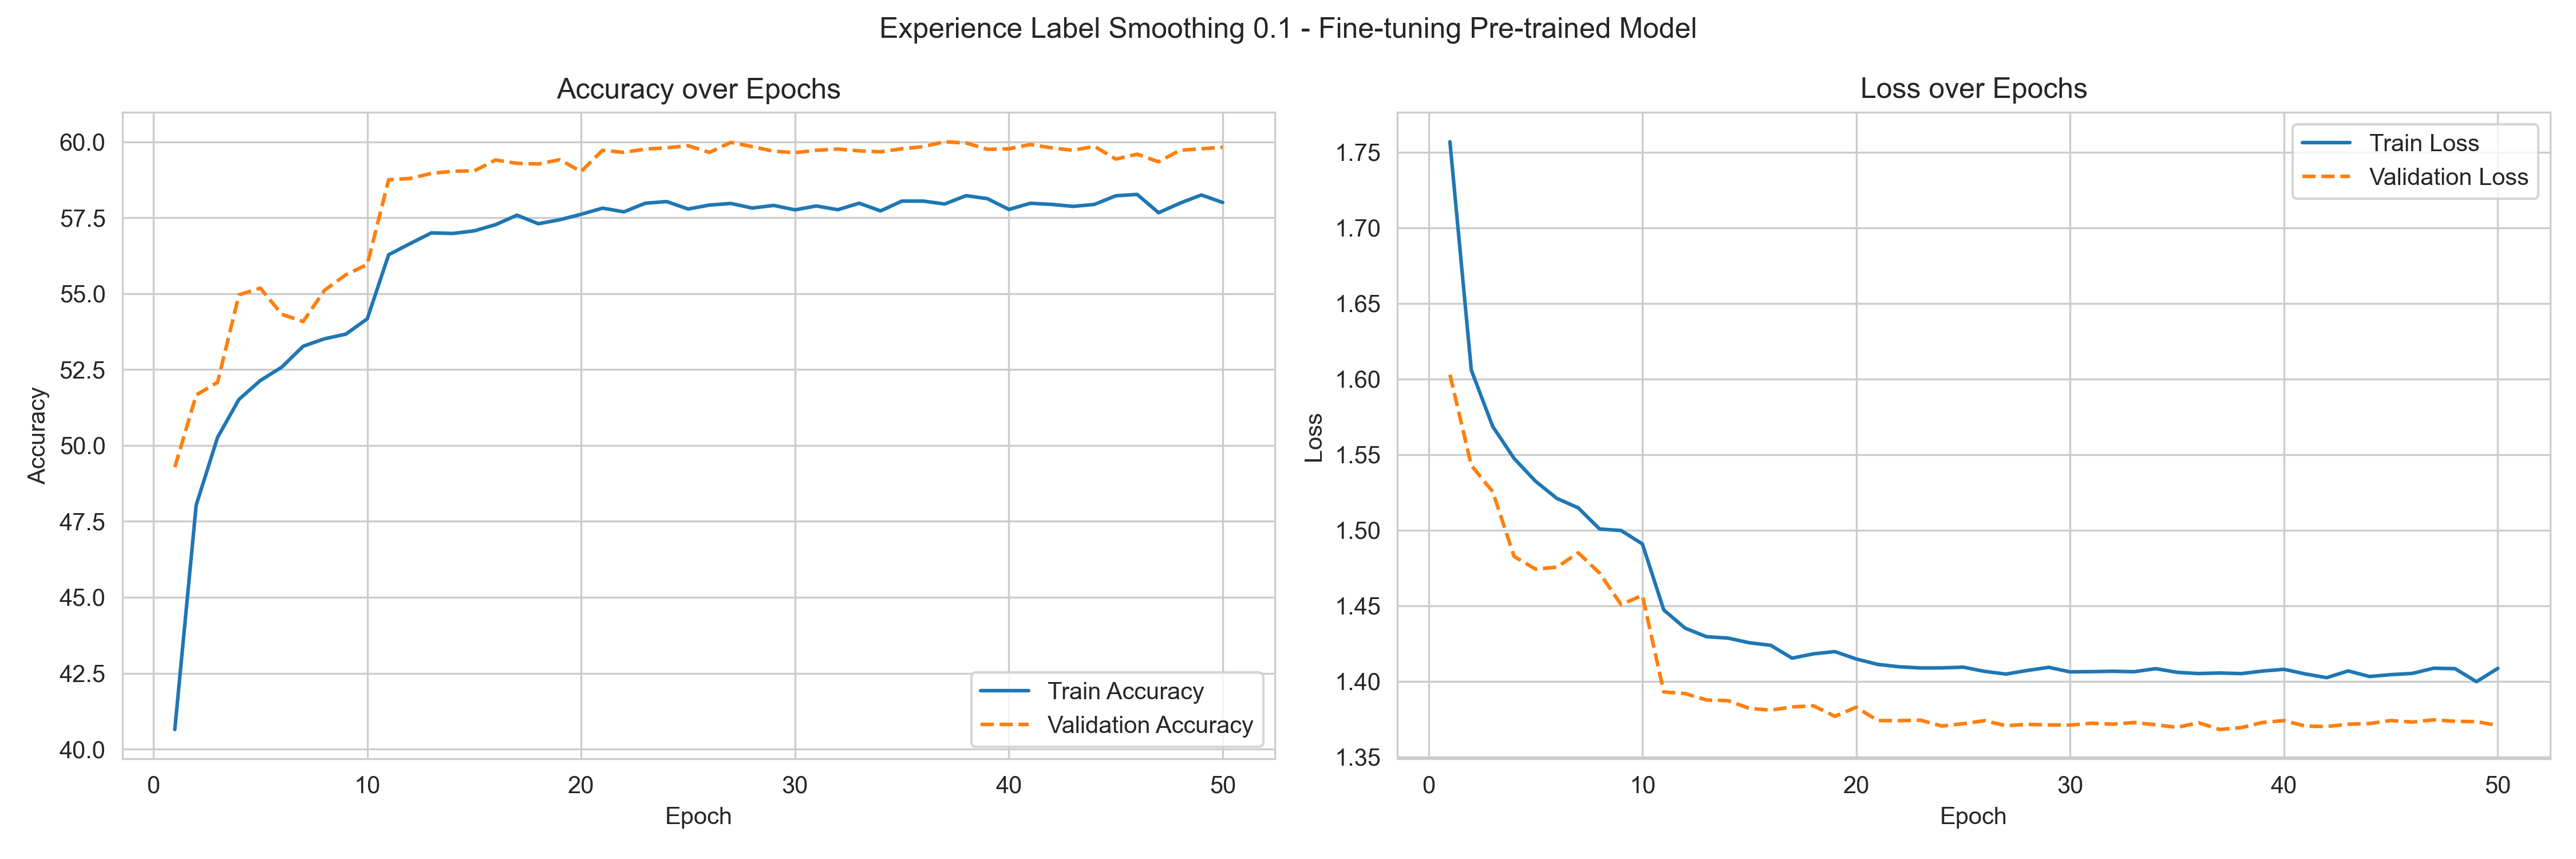 Experience Label Smoothing 0.1 - Fine-tuning Pre-trained Model
Accuracy over Epochs
60.0
57.5
55.0
52.5
50.0
47.5
45.0
42.5
40.0
Accuracy
Train Accuracy
Validation Accuracy
0 10 20 30 40 50
Epoch
Loss over Epochs
1.75
1.70
1.65
1.60
1.55
1.50
1.45
1.40
1.35
Loss
Train Loss
Validation Loss
0 10 20 30 40 50
Epoch